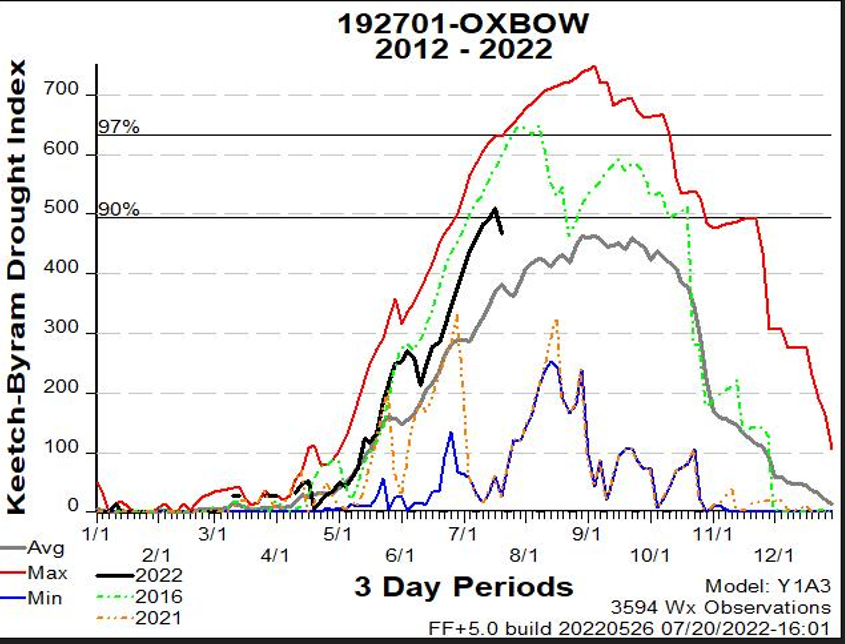 192701-OXBOW
2012 - 2022
Keetch-Byram Drought Index
700
97%
600
500
90%
400
300
200
100
0
1/1 3/1 5/1 7/1 9/1 11/1
2/1 4/1 6/1 8/1 10/1 12/1
Avg
Max
Min
2022
2016
2021
3 Day Periods
Model: Y1A3
3594 Wx Observations
FF+5.0 build 20220526 07/20/2022-16:01